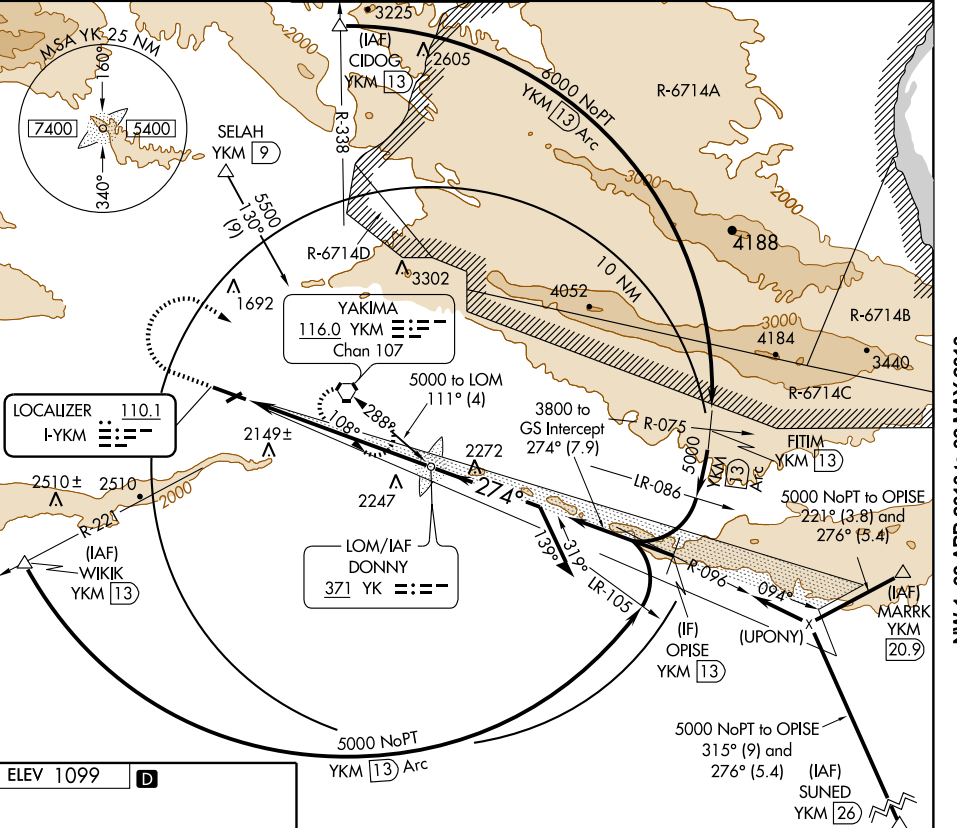 3225
(IAF)
CIDOG
YKM 13
2605
2000
MSA YK 25 NM
160°
7400
5400
340°
SELAH
YKM 9
5500
130°
(9)
R-338
6000 NoPT
YKM 13 Arc
R-6714A
3000
2000
4188
R-6714D
3302
10 NM
4052
3000
4184
R-6714B
3440
R-6714C
1692
YAKIMA
116.0 YKM
Chan 107
5000 to LOM
111° (4)
3800 to
GS Intercept
274° (7.9)
R-075
5000
YKM
13
Arc
FITIM
YKM 13
LOCALIZER 110.1
I-YKM
288°
108°
2149±
2272
2247
274°
LR-086
5000 NoPT to OPISE
221° (3.8) and
276° (5.4)
2510±
2510
2000
R-221
(IAF)
WIKIK
YKM 13
LOM/IAF
DONNY
371 YK
139°
319°
LR-105
R-096
094°
(IF)
OPISE
YKM 13
(UPONY)
X
(IAF)
MARRK
YKM
20.9
5000 NoPT
YKM 13 Arc
5000 NoPT to OPISE
315° (9) and
276° (5.4)
(IAF)
SUNED
YKM 26
ELEV 1099
D